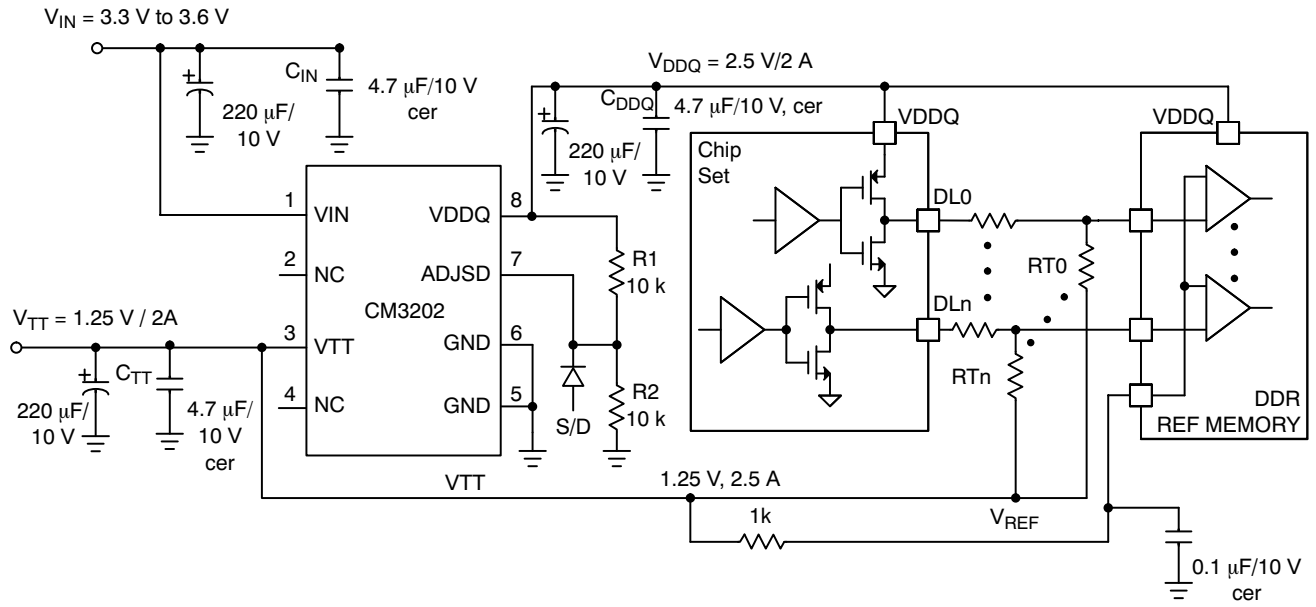 V_IN = 3.3 V to 3.6 V
+
C_IN
4.7 μF/10 V
cer
220 μF/
10 V
V_DDQ = 2.5 V/2 A
+
C_DDQ
4.7 μF/10 V, cer
220 μF/
10 V
VDDQ
VDDQ
Chip
Set
DL0
RT0
DLn
RTn
DDR
REF MEMORY
1
VIN
VDDQ
8
2
NC
ADJSD
7
CM3202
3
VTT
GND
6
4
NC
GND
5
R1
10 k
R2
10 k
S/D
V_TT = 1.25 V / 2A
+
C_TT
220 μF/
10 V
4.7 μF/
10 V
cer
VTT
1.25 V, 2.5 A
1k
V_REF
0.1 μF/10 V
cer